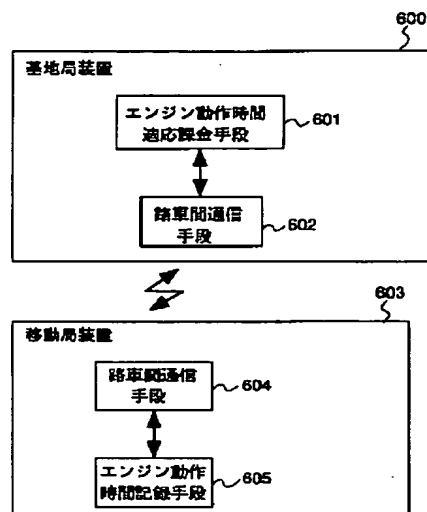 600
基地局装置
エンジン動作時間
適応課金手段
601
路車間通信
手段
602
603
移動局装置
路車間通信
手段
604
エンジン動作
時間記録手段
605